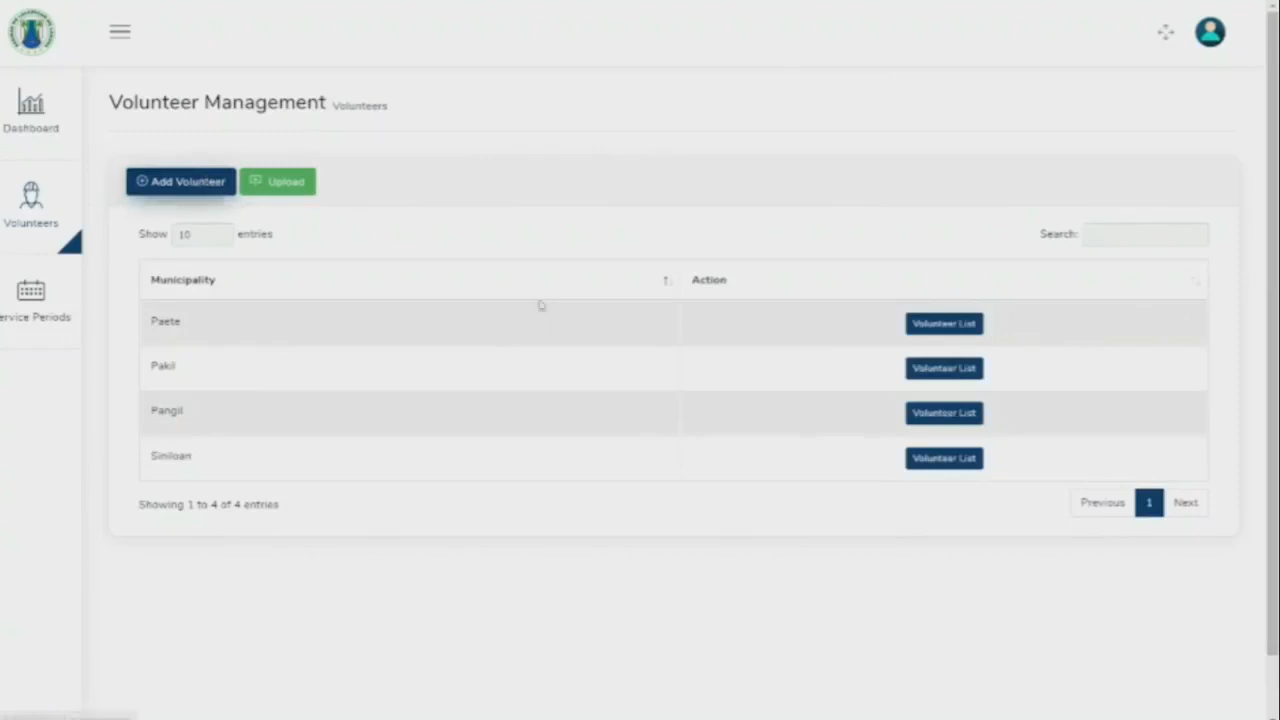 Volunteer Management Volunteers
Dashboard
Volunteers
ervice Periods
Add Volunteer Upload
Show 10 entries Search:
Municipality Action
Paete Volunteer List
Pakil Volunteer List
Pangil Volunteer List
Siniloan Volunteer List
Showing 1 to 4 of 4 entries Previous 1 Next